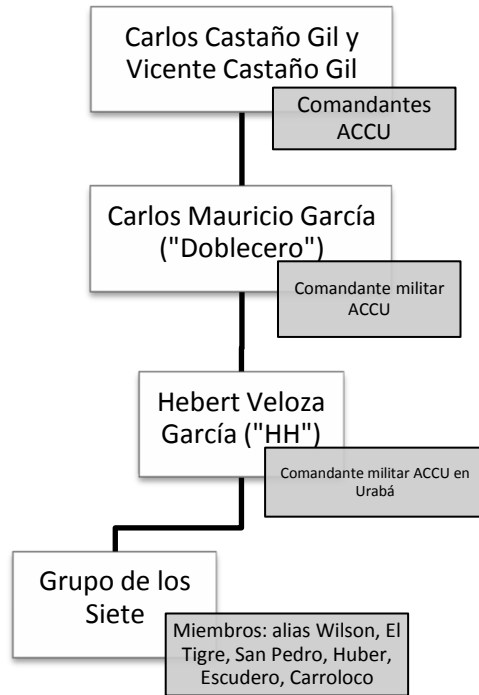 Carlos Castaño Gil y
Vicente Castaño Gil
Comandantes
ACCU
Carlos Mauricio García
("Doblecero")
Comandante militar
ACCU
Hebert Veloza
García ("HH")
Comandante militar ACCU en
Urabá
Grupo de los
Siete
Miembros: alias Wilson, El
Tigre, San Pedro, Huber,
Escudero, Carroloco